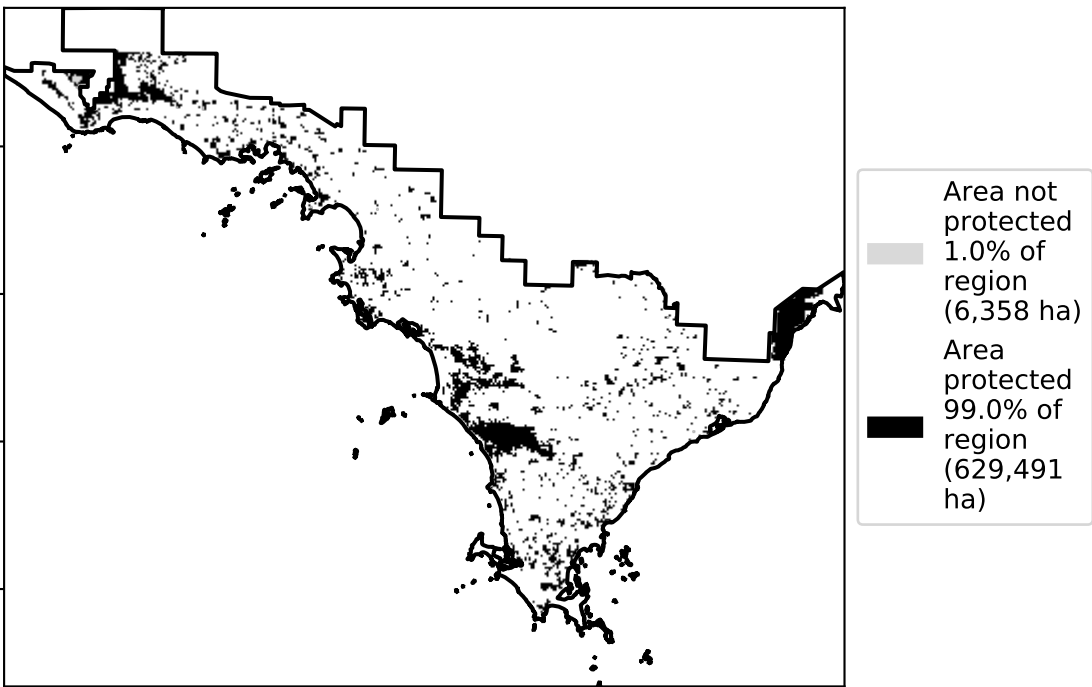 Area not
protected
1.0% of
region
(6,358 ha)
Area
protected
99.0% of
region
(629,491
ha)